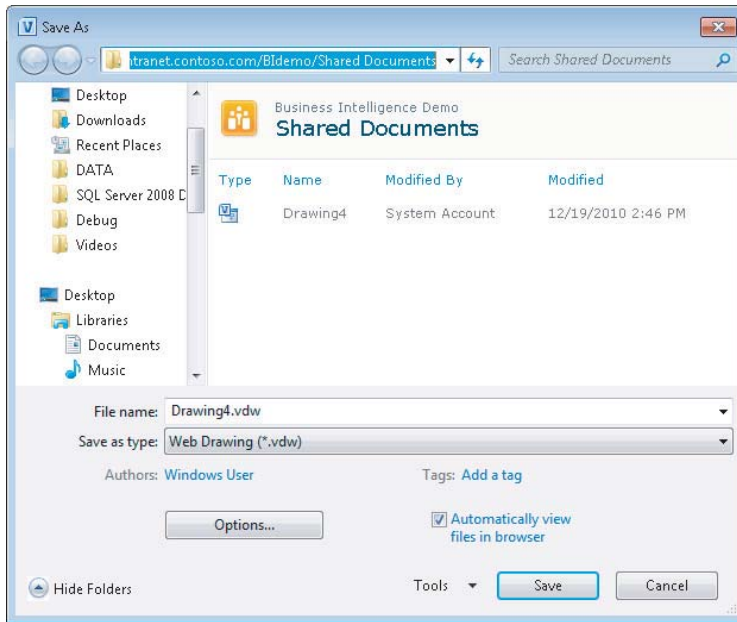 Save As
intranet.contoso.com/BIdemo/Shared Documents
Search Shared Documents
Desktop
Downloads
Recent Places
DATA
SQL Server 2008 D
Debug
Videos
Desktop
Libraries
Documents
Music
Business Intelligence Demo
Shared Documents
Type Name Modified By Modified
Drawing4 System Account 12/19/2010 2:46 PM
File name: Drawing4.vdw
Save as type: Web Drawing (*.vdw)
Authors: Windows User Tags: Add a tag
Options...
Automatically view
files in browser
Hide Folders
Tools Save Cancel